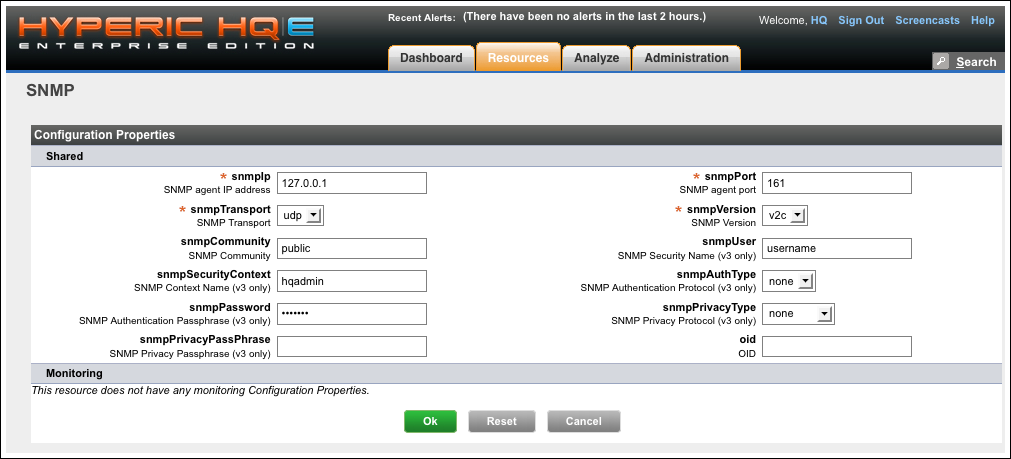 HYPERIC HQ|E
ENTERPRISE EDITION
Recent Alerts: (There have been no alerts in the last 2 hours.)
Welcome, HQ Sign Out Screencasts Help
Dashboard Resources Analyze Administration
Search
SNMP
Configuration Properties
Shared
* snmpIp 127.0.0.1 * snmpPort 161
SNMP agent IP address SNMP agent port
* snmpTransport udp * snmpVersion v2c
SNMP Transport SNMP Version
snmpCommunity public snmpUser username
SNMP Community SNMP Security Name (v3 only)
snmpSecurityContext hqadmin snmpAuthType none
SNMP Context Name (v3 only) SNMP Authentication Protocol (v3 only)
snmpPassword ••••••• snmpPrivacyType none
SNMP Authentication Passphrase (v3 only) SNMP Privacy Protocol (v3 only)
snmpPrivacyPassPhrase oid
SNMP Privacy Passphrase (v3 only) OID
Monitoring
This resource does not have any monitoring Configuration Properties.
Ok Reset Cancel